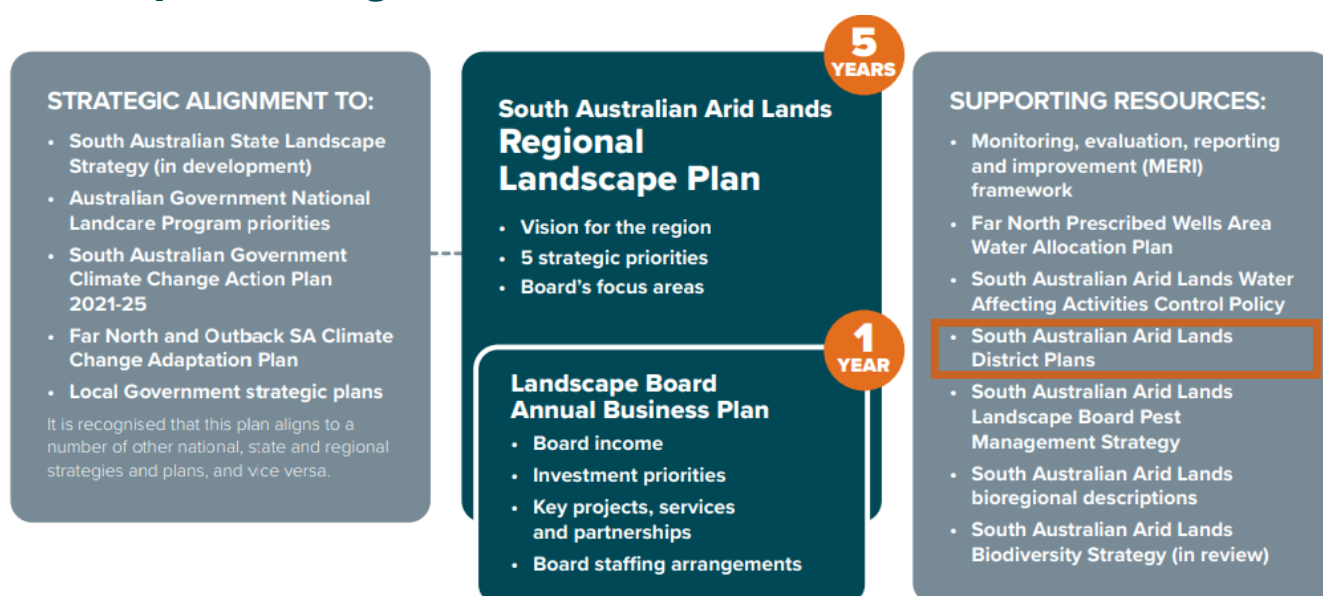 STRATEGIC ALIGNMENT TO:
• South Australian State Landscape
Strategy (in development)
• Australian Government National
Landcare Program priorities
• South Australian Government
Climate Change Action Plan
2021-25
• Far North and Outback SA Climate
Change Adaptation Plan
• Local Government strategic plans
It is recognised that this plan aligns to a
number of other national, state and regional
strategies and plans, and vice versa.
5
YEARS
South Australian Arid Lands
Regional
Landscape Plan
• Vision for the region
• 5 strategic priorities
• Board's focus areas
1
YEAR
Landscape Board
Annual Business Plan
• Board income
• Investment priorities
• Key projects, services
and partnerships
• Board staffing arrangements
SUPPORTING RESOURCES:
• Monitoring, evaluation, reporting
and improvement (MERI)
framework
• Far North Prescribed Wells Area
Water Allocation Plan
• South Australian Arid Lands Water
Affecting Activities Control Policy
• South Australian Arid Lands
District Plans
• South Australian Arid Lands
Landscape Board Pest
Management Strategy
• South Australian Arid Lands
bioregional descriptions
• South Australian Arid Lands
Biodiversity Strategy (in review)